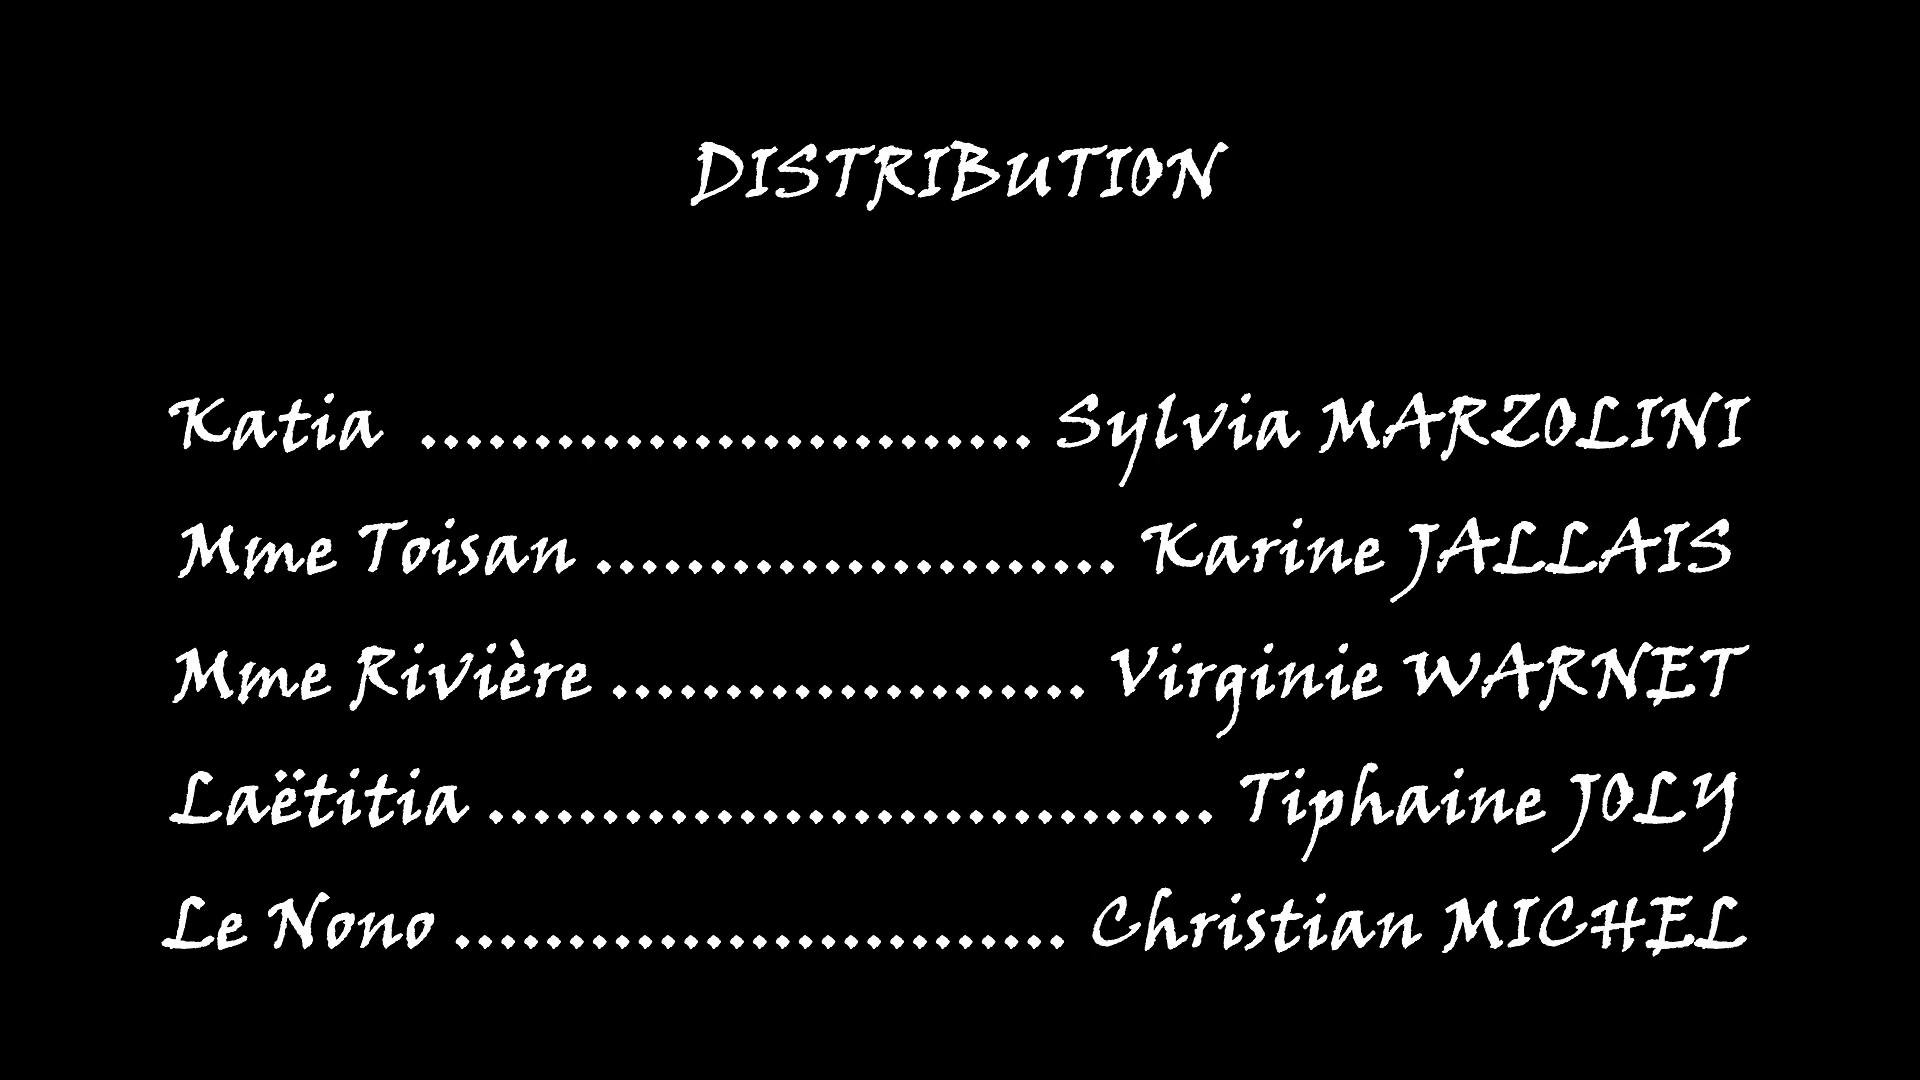 DISTRIBUTION
Katia ........................... Sylvia MARZOLINI
Mme Toisan ....................... Karine JALLAIS
Mme Rivière ..................... Virginie WARNET
Laëtitia ................................ Tiphaine JOLY
Le Nono ........................... Christian MICHEL